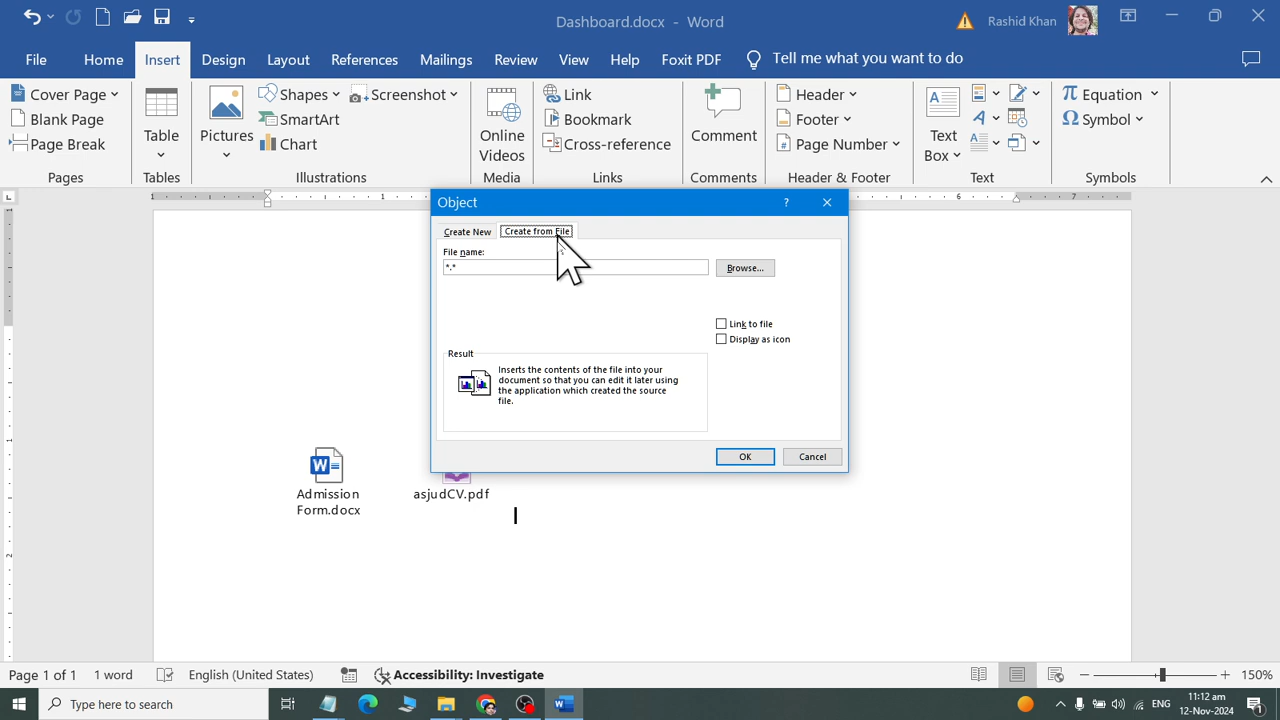 Dashboard.docx - Word
Rashid Khan
File Home Insert Design Layout References Mailings Review View Help Foxit PDF Tell me what you want to do
Cover Page
Blank Page
Page Break
Pages
Table
Tables
Pictures
Shapes
SmartArt
Chart
Screenshot
Illustrations
Online
Videos
Media
Link
Bookmark
Cross-reference
Links
Comment
Comments
Header
Footer
Page Number
Header & Footer
Text
Box
Text
Equation
Symbol
Symbols
1 1 6 7
Object
Create New Create from File
File name:
*.*
Browse...
Link to file
Display as icon
Result
Inserts the contents of the file into your
document so that you can edit it later using
the application which created the source
file.
OK Cancel
Admission
Form.docx
asjudCV.pdf
Page 1 of 1 1 word English (United States) Accessibility: Investigate 150%
Type here to search
ENG
11:12 am
12-Nov-2024